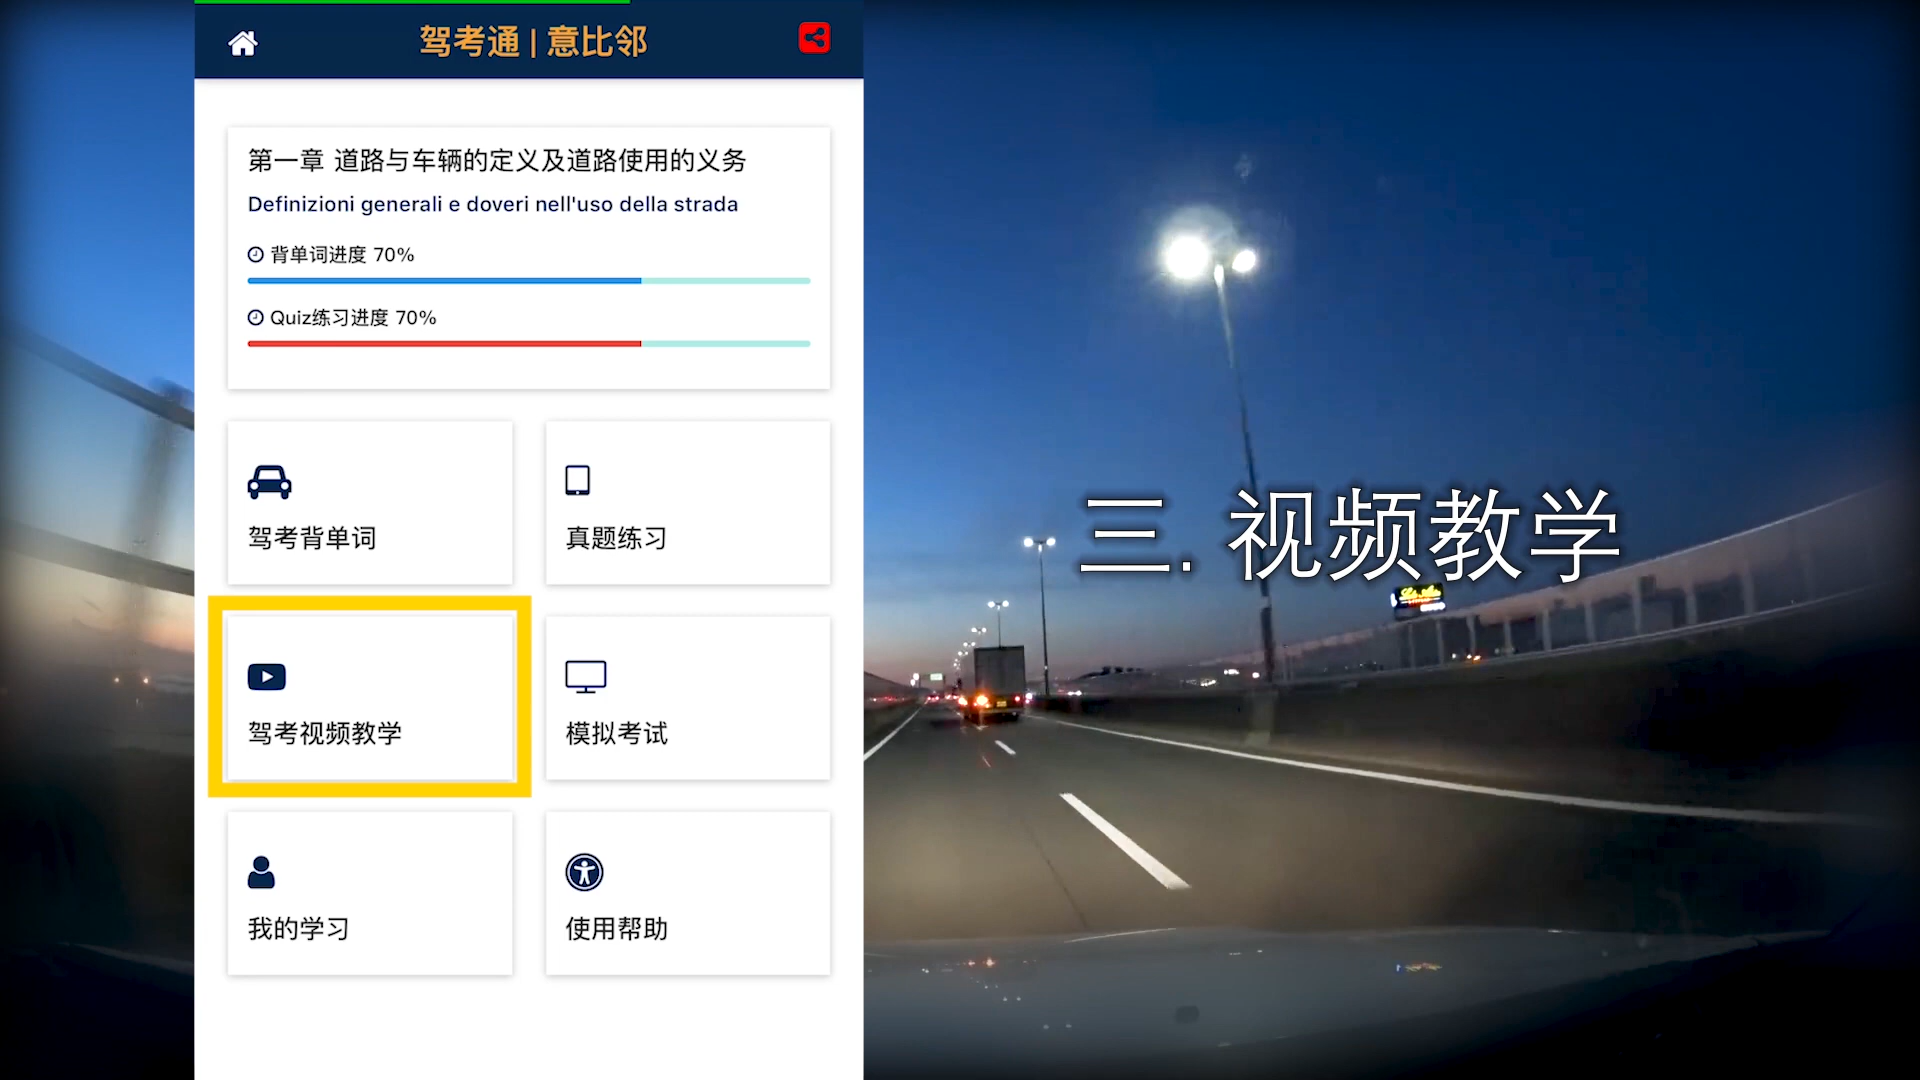 驾考通 | 意比邻
第一章 道路与车辆的定义及道路使用的义务
Definizioni generali e doveri nell'uso della strada
背单词进度 70%
Quiz练习进度 70%
驾考背单词
真题练习
驾考视频教学
模拟考试
我的学习
使用帮助
三. 视频教学